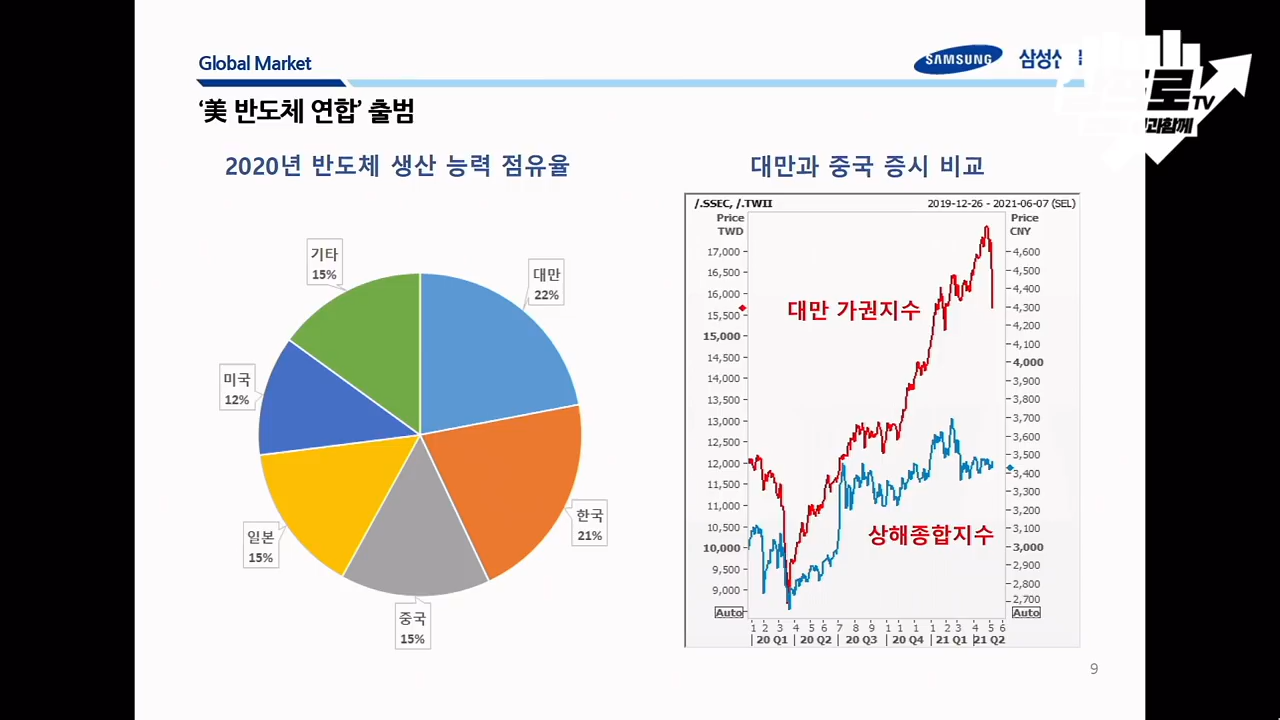 Global Market
SAMSUNG
‘美 반도체 연합’ 출범
2020년 반도체 생산 능력 점유율
대만
22%
한국
21%
중국
15%
일본
15%
미국
12%
기타
15%
대만과 중국 증시 비교
/.SSEC, /.TWII
2019-12-26 - 2021-06-07 (SEL)
Price
TWD
17,000
16,500
16,000
15,500
15,000
14,500
14,000
13,500
13,000
12,500
12,000
11,500
11,000
10,500
10,000
9,500
9,000
Auto
대만 가권지수
상해종합지수
Price
CNY
4,600
4,500
4,400
4,300
4,200
4,100
4,000
3,900
3,800
3,700
3,600
3,500
3,400
3,300
3,200
3,100
3,000
2,900
2,800
2,700
Auto
1 2 3 4 5 6 7 8 9 1 1 1 2 3 4 5 6
20 Q1 20 Q2 20 Q3 20 Q4 21 Q1 21 Q2
9
TV